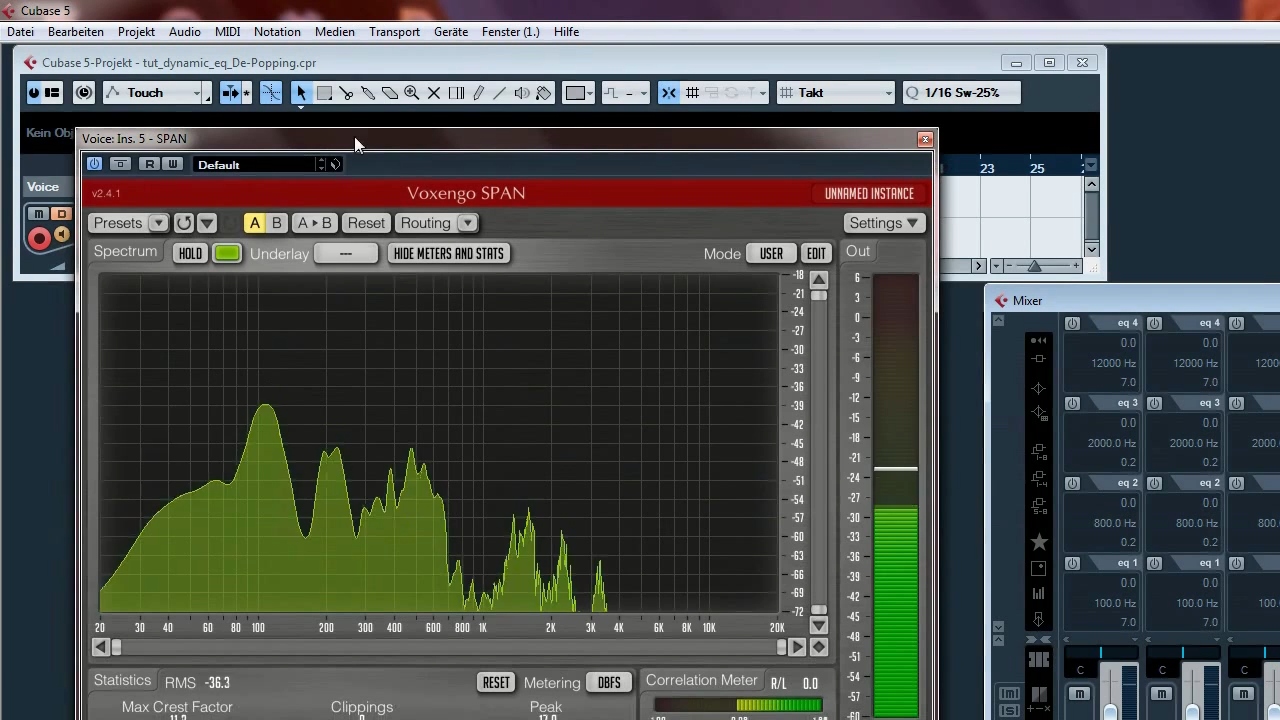 Cubase 5
Datei Bearbeiten Projekt Audio MIDI Notation Medien Transport Geräte Fenster (1.) Hilfe
Cubase 5-Projekt - tut_dynamic_eq_De-Popping.cpr
Touch Takt Q 1/16 Sw-25%
Kein Obj
Voice: Ins. 5 - SPAN
R W Default
23 25
Voice
v2.4.1 Voxengo SPAN UNNAMED INSTANCE
m
Presets A B A B Reset Routing Settings
Spectrum HOLD Underlay --- HIDE METERS AND STATS Mode USER EDIT Out
-18 -21 -24 -27 -30 -33 -36 -39 -42 -45 -48 -51 -54 -57 -60 -63 -66 -69 -72
6 3 0 -3 -6 -9 -12 -15 -18 -21 -24 -27 -30 -33 -36 -39 -42 -45 -48 -51 -54 -57 -60
20 30 40 60 80 100 200 300 400 600 800 1K 2K 3K 4K 6K 8K 10K 20K
Statistics RMS -36.3 RESET Metering DBFS Correlation Meter R/L 0.0
Max Crest Factor Clippings Peak
Mixer
eq 4 eq 4
0.0 0.0
12000 Hz 12000 Hz 12000
7.0 7.0
eq 3 eq 3
0.0 0.0
2000.0 Hz 2000.0 Hz 2000.
0.2 0.2
eq 2 eq 2
0.0 0.0
800.0 Hz 800.0 Hz 800.
0.2 0.2
eq 1 eq 1
0.0 0.0
100.0 Hz 100.0 Hz 100.
7.0 7.0
C C C
m m m